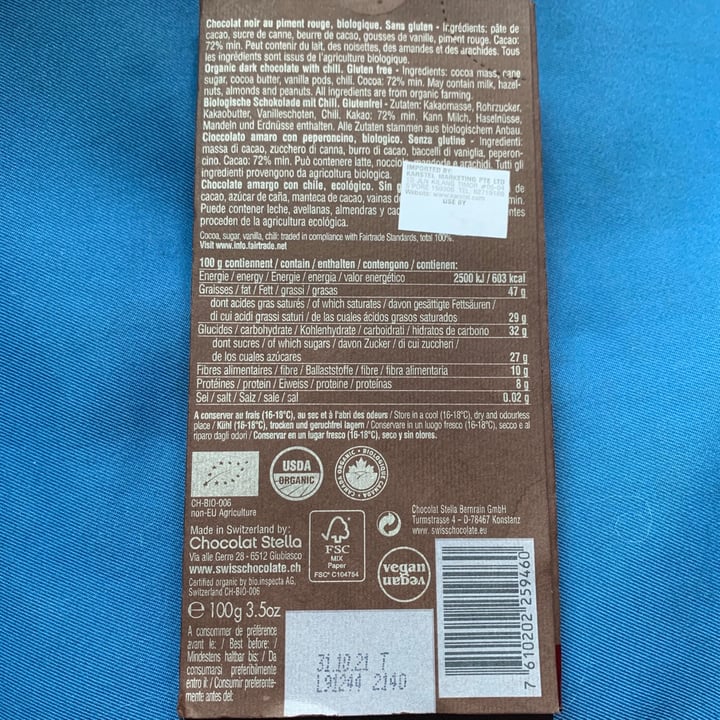 Chocolat noir au piment rouge, biologique. Sans gluten - Ingrédients: pâte de
cacao, sucre de canne, beurre de cacao, gousses de vanille, piment rouge. Cacao:
72% min. Peut contenir du lait, des noisettes, des amandes et des arachides. Tous
les ingrédients sont issus de l'agriculture biologique.
Organic dark chocolate with chili. Gluten free - Ingredients: cocoa mass, cane
sugar, cocoa butter, vanilla pods, chili. Cocoa: 72% min. May contain milk, hazel-
nuts, almonds and peanuts. All ingredients are from organic farming.
Biologische Schokolade mit Chili. Glutenfrei - Zutaten: Kakaomasse, Rohrzucker,
Kakaobutter, Vanilleschoten, Chili. Kakao: 72% min. Kann Milch, Haselnüsse,
Mandeln und Erdnüsse enthalten. Alle Zutaten stammen aus biologischem Anbau.
Cioccolato amaro con peperoncino, biologico. Senza glutine - Ingredienti:
massa di cacao, zucchero di canna, burro di cacao, baccelli di vaniglia, peperon-
cino. Cacao: 72% min. Può contenere latte, nocciole, mandorle e arachidi. Tutti gli
ingredienti provengono da agricoltura biologica.
Chocolate amargo con chile, ecológico. Sin g de
cacao, azúcar de caña, manteca de cacao, vainas d min.
Puede contener leche, avellanas, almendras y cac ntes
proceden de la agricultura ecológica.
IMPORTED BY:
KARSTEL MARKETING PTE LTD
USE BY
Cocoa, sugar, vanilla, chili: traded in compliance with Fairtrade Standards, total 100%.
Visit www.info.fairtrade.net
100 g contiennent / contain / enthalten / contengono / contienen:
Energie / energy / Energie / energia / valor energético 2500 kJ / 603 kcal
Graisses / fat / Fett / grassi / grasas 47 g
dont acides gras saturés / of which saturates / davon gesättigte Fettsäuren /
di cui acidi grassi saturi / de las cuales ácidos grasos saturados 29 g
Glucides / carbohydrate / Kohlenhydrate / carboidrati / hidratos de carbono 32 g
dont sucres / of which sugars / davon Zucker / di cui zuccheri /
de los cuales azúcares 27 g
Fibres alimentaires / fibre / Ballaststoffe / fibre / fibra alimentaria 10 g
Protéines / protein / Eiweiss / proteine / proteínas 8 g
Sel / salt / Salz / sale / sal 0.02 g
A conserver au frais (16-18°C), au sec et à l'abri des odeurs / Store in a cool (16-18°C), dry and odourless
place / Kühl (16-18°C), trocken und geruchfrei lagern / Conservare in un luogo fresco (16-18°C), secco e al
riparo dagli odori / Conservar en un lugar fresco (16-18°C), seco y sin olores.
USDA
ORGANIC
CANADA ORGANIC • BIOLOGIQUE CANADA
CH-BIO-006
non-EU Agriculture
Made in Switzerland by:
Chocolat Stella
Via alle Gerre 28 - 6512 Giubiasco
www.swisschocolate.ch
Certified organic by bio.inspecta AG,
Switzerland CH-BIO-006
FSC
MIX
Paper
FSC® C104754
Chocolat Stella Bernrain GmbH
Turmstrasse 4 - D-78467 Konstanz
www.swisschocolate.eu
vegan
vegan
℮ 100g 3.5oz
A consommer de préférence
avant le: / Best before: /
Mindestens haltbar bis: / Da
consumarsi preferibilmente
entro il: / Consumir preferente-
mente antes del:
31.10.21 T
L91244 2140
7 610202 259460